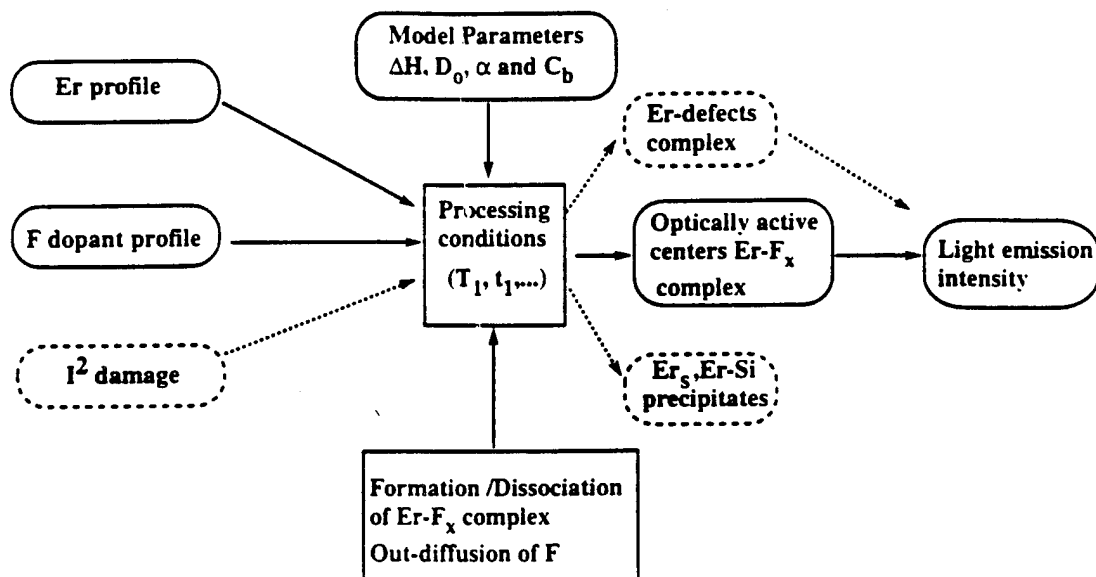 Model Parameters
ΔH, D₀, α and C_b
Er profile
Er-defects
complex
Processing
conditions
(T₁, t₁,...)
F dopant profile
Optically active
centers Er-Fₓ
complex
Light emission
intensity
I² damage
Er_s,Er-Si
precipitates
Formation /Dissociation
of Er-Fₓ complex
Out-diffusion of F